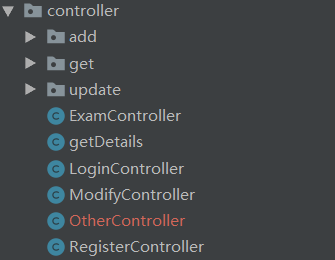 controller
add
get
update
ExamController
getDetails
LoginController
ModifyController
OtherController
RegisterController